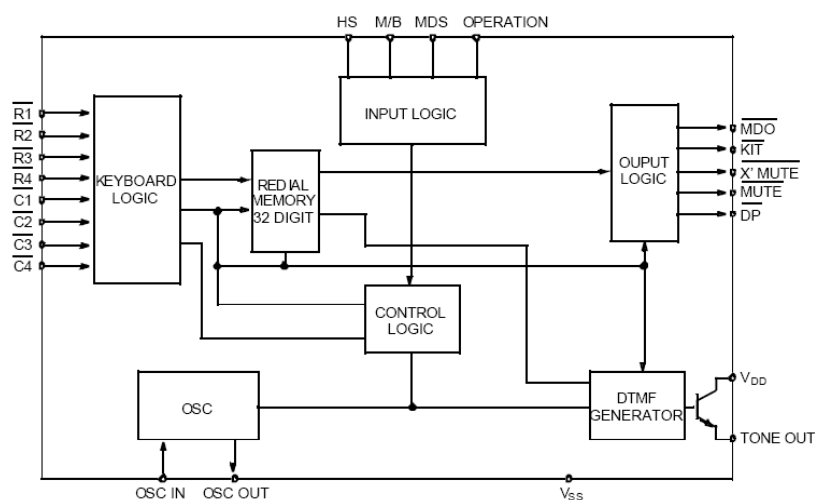 HS M/B MDS OPERATION
INPUT LOGIC
R1
R2
R3
R4
C1
C2
C3
C4
KEYBOARD
LOGIC
REDIAL
MEMORY
32 DIGIT
OUPUT
LOGIC
MDO
KIT
X' MUTE
MUTE
DP
CONTROL
LOGIC
OSC
DTMF
GENERATOR
VDD
TONE OUT
OSC IN OSC OUT VSS